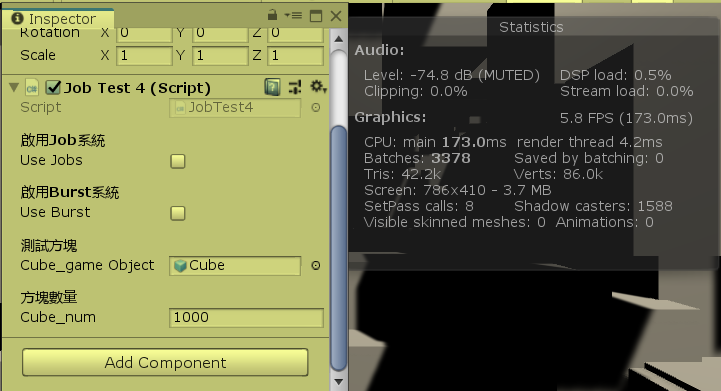 Inspector
Rotation X 0 Y 0 Z 0
Scale X 1 Y 1 Z 1
Job Test 4 (Script)
Script JobTest4
啟用Job系統
Use Jobs
啟用Burst系統
Use Burst
測試方塊
Cube_game Object Cube
方塊數量
Cube_num 1000
Add Component
Statistics
Audio:
Level: -74.8 dB (MUTED) DSP load: 0.5%
Clipping: 0.0% Stream load: 0.0%
Graphics: 5.8 FPS (173.0ms)
CPU: main 173.0ms render thread 4.2ms
Batches: 3378 Saved by batching: 0
Tris: 42.2k Verts: 86.0k
Screen: 786x410 - 3.7 MB
SetPass calls: 8 Shadow casters: 1588
Visible skinned meshes: 0 Animations: 0